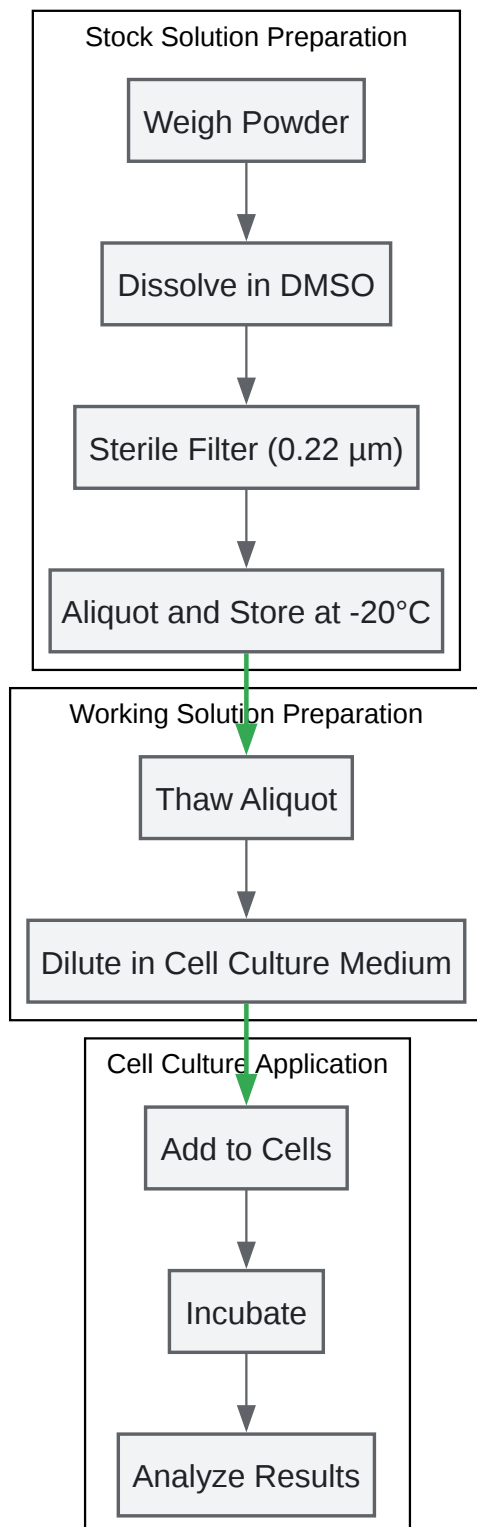 Stock Solution Preparation
Weigh Powder
Dissolve in DMSO
Sterile Filter (0.22 µm)
Aliquot and Store at -20°C
Working Solution Preparation
Thaw Aliquot
Dilute in Cell Culture Medium
Cell Culture Application
Add to Cells
Incubate
Analyze Results